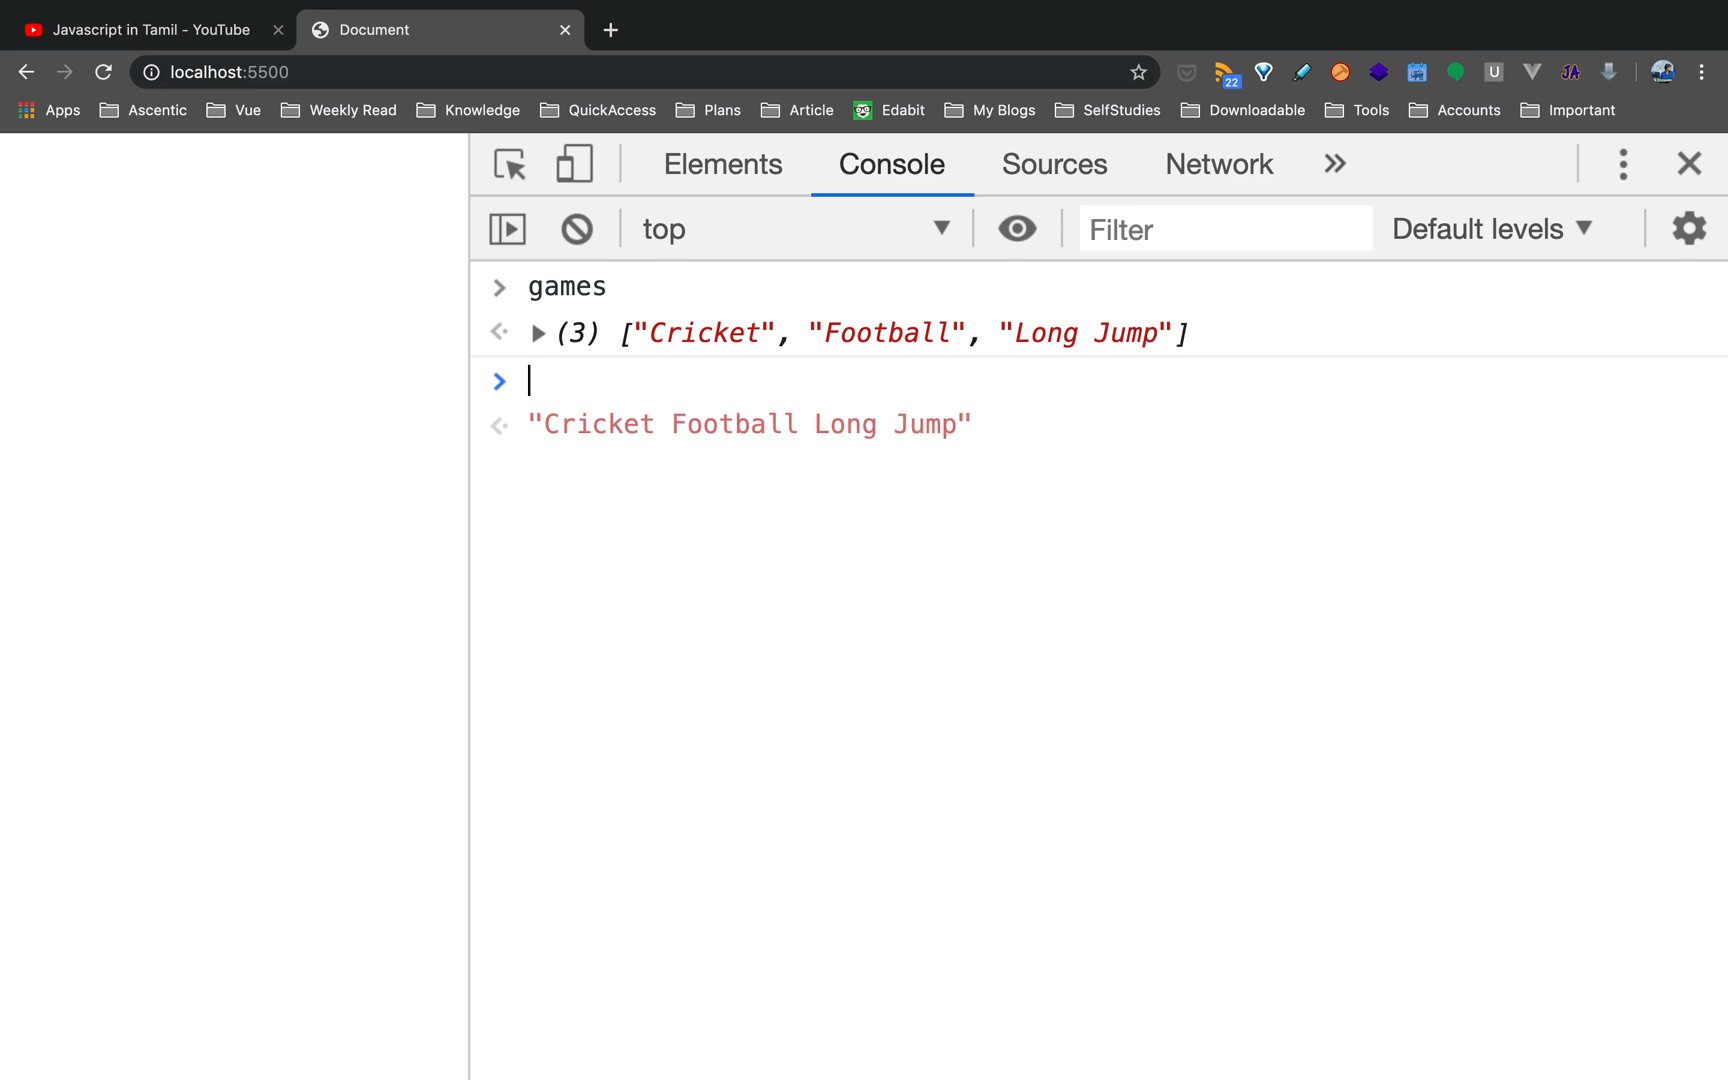 Javascript in Tamil - YouTube
Document
localhost:5500
22
U
JA
Apps
Ascentic
Vue
Weekly Read
Knowledge
QuickAccess
Plans
Article
Edabit
My Blogs
SelfStudies
Downloadable
Tools
Accounts
Important
Elements
Console
Sources
Network
top
Filter
Default levels
games
(3) ["Cricket", "Football", "Long Jump"]
"Cricket Football Long Jump"